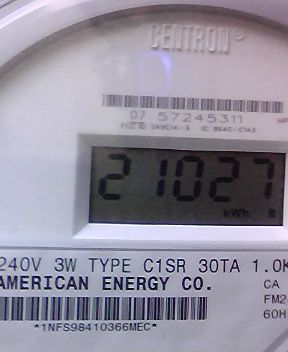 CENTRON®
07 57245311
21027
kWh
240V 3W TYPE C1SR 30TA 1.0K
AMERICAN ENERGY CO.
CA
FM2
60H
*1NFS98410366MEC*